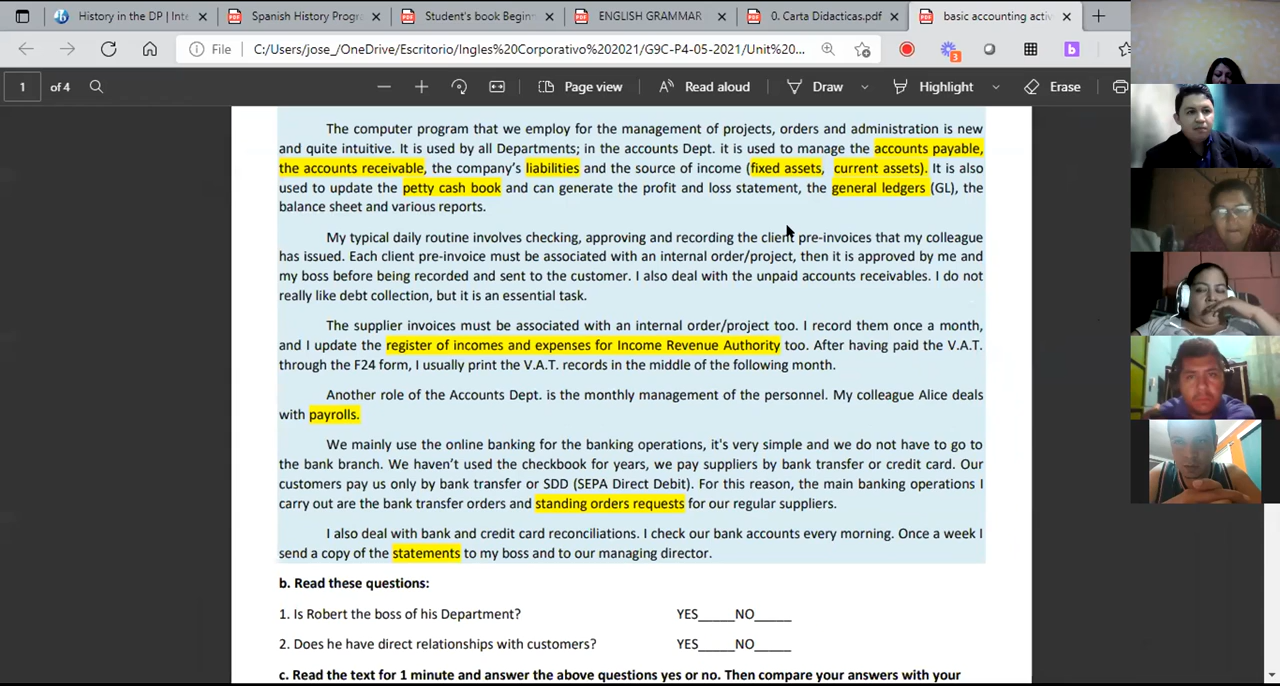 History in the DP | Inte
Spanish History Progr
Student's book Begin
ENGLISH GRAMMAR
0. Carta Didacticas.pdf
basic accounting activ
File
C:/Users/jose_/OneDrive/Escritorio/Ingles%20Corporativo%202021/G9C-P4-05-2021/Unit%20...
3
b
1 of 4
Page view
Read aloud
Draw
Highlight
Erase
The computer program that we employ for the management of projects, orders and administration is new
and quite intuitive. It is used by all Departments; in the accounts Dept. it is used to manage the accounts payable,
the accounts receivable, the company's liabilities and the source of income (fixed assets, current assets). It is also
used to update the petty cash book and can generate the profit and loss statement, the general ledgers (GL), the
balance sheet and various reports.
My typical daily routine involves checking, approving and recording the client pre-invoices that my colleague
has issued. Each client pre-invoice must be associated with an internal order/project, then it is approved by me and
my boss before being recorded and sent to the customer. I also deal with the unpaid accounts receivables. I do not
really like debt collection, but it is an essential task.
The supplier invoices must be associated with an internal order/project too. I record them once a month,
and I update the register of incomes and expenses for Income Revenue Authority too. After having paid the V.A.T.
through the F24 form, I usually print the V.A.T. records in the middle of the following month.
Another role of the Accounts Dept. is the monthly management of the personnel. My colleague Alice deals
with payrolls.
We mainly use the online banking for the banking operations, it's very simple and we do not have to go to
the bank branch. We haven't used the checkbook for years, we pay suppliers by bank transfer or credit card. Our
customers pay us only by bank transfer or SDD (SEPA Direct Debit). For this reason, the main banking operations I
carry out are the bank transfer orders and standing orders requests for our regular suppliers.
I also deal with bank and credit card reconciliations. I check our bank accounts every morning. Once a week I
send a copy of the statements to my boss and to our managing director.
b. Read these questions:
1. Is Robert the boss of his Department? YES_____NO_____
2. Does he have direct relationships with customers? YES_____NO_____
c. Read the text for 1 minute and answer the above questions yes or no. Then compare your answers with your